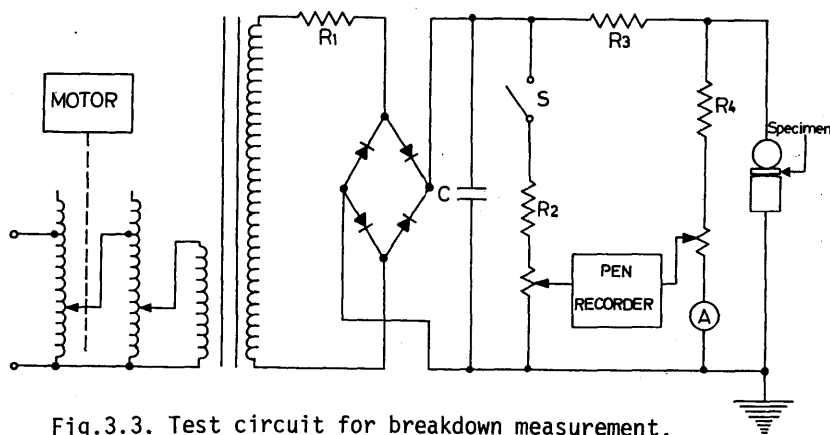 R1
R3
MOTOR
S
R4
Specimen
C
R2
PEN
RECORDER
A
Fig.3.3. Test circuit for breakdown measurement.